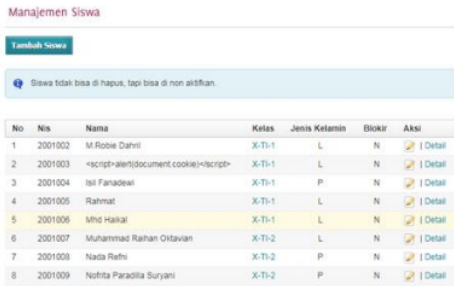 Manajemen Siswa
Tambah Siswa
Siswa tidak bisa di hapus, tapi bisa di non aktifkan.
No Nis Nama Kelas Jenis Kelamin Blokir Aksi
1 2001002 M.Robie Dahril X-TI-1 L N | Detail
2 2001003 <script>alert(document.cookie)</script> X-TI-1 L N | Detail
3 2001004 Isil Fanadewi X-TI-1 P N | Detail
4 2001005 Rahmat X-TI-1 L N | Detail
5 2001006 Mhd Haikal X-TI-1 L N | Detail
6 2001007 Muhammad Raihan Oktavian X-TI-2 L N | Detail
7 2001008 Nada Refni X-TI-2 P N | Detail
8 2001009 Nofrita Paradilla Suryani X-TI-2 P N | Detail